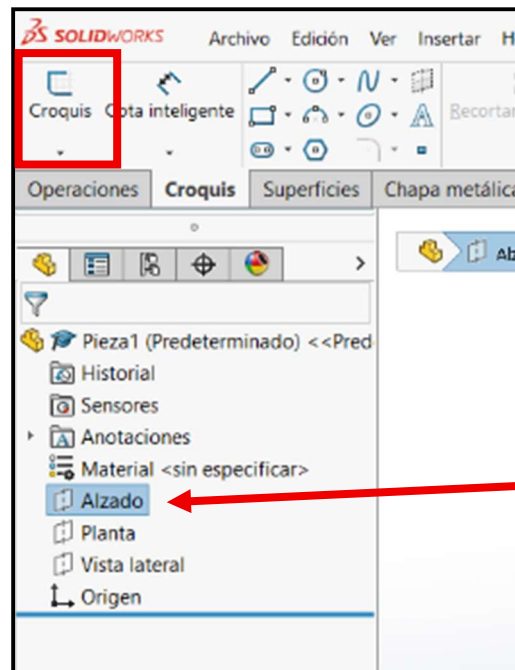 SOLIDWORKS Archivo Edición Ver Insertar H
Croquis Cota inteligente Recortar
Operaciones Croquis Superficies Chapa metálica
Pieza1 (Predeterminado) <<Pred
Historial
Sensores
Anotaciones
Material <sin especificar>
Alzado
Planta
Vista lateral
Origen